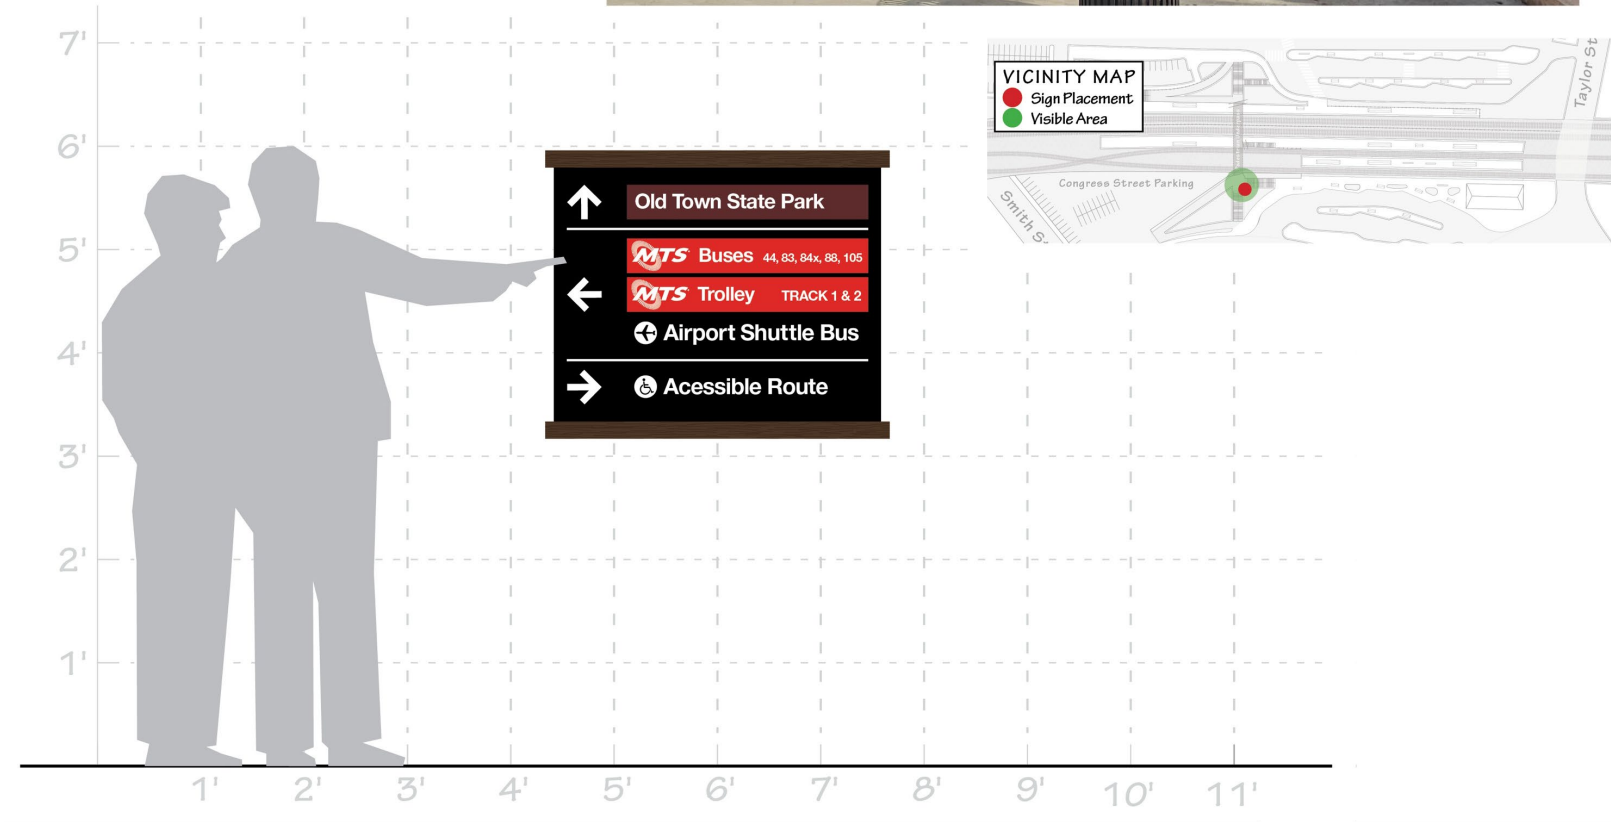 7'
6'
5'
4'
3'
2'
1'
1' 2' 3' 4' 5' 6' 7' 8' 9' 10' 11'
Old Town State Park
MTS Buses 44, 83, 84x, 88, 105
MTS Trolley TRACK 1 & 2
Airport Shuttle Bus
Acessible Route
VICINITY MAP
Sign Placement
Visible Area
Taylor St
Congress Street Parking
Smith S